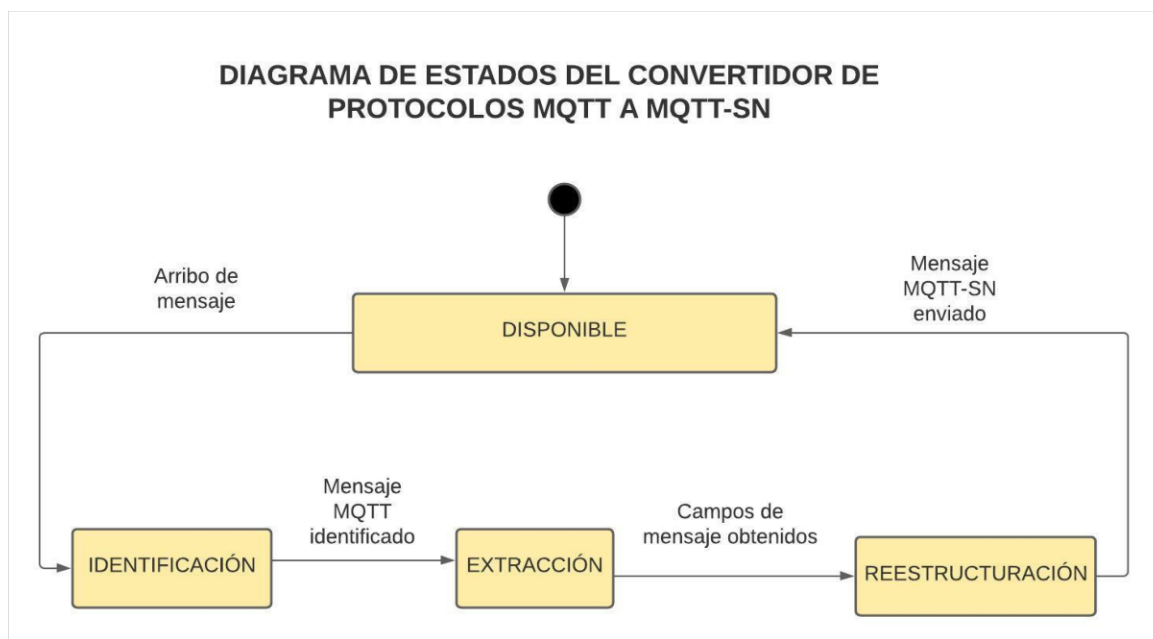 DIAGRAMA DE ESTADOS DEL CONVERTIDOR DE
PROTOCOLOS MQTT A MQTT-SN
Arribo de
mensaje
Mensaje
MQTT-SN
enviado
DISPONIBLE
Mensaje
MQTT
identificado
Campos de
mensaje obtenidos
IDENTIFICACIÓN
EXTRACCIÓN
REESTRUCTURACIÓN